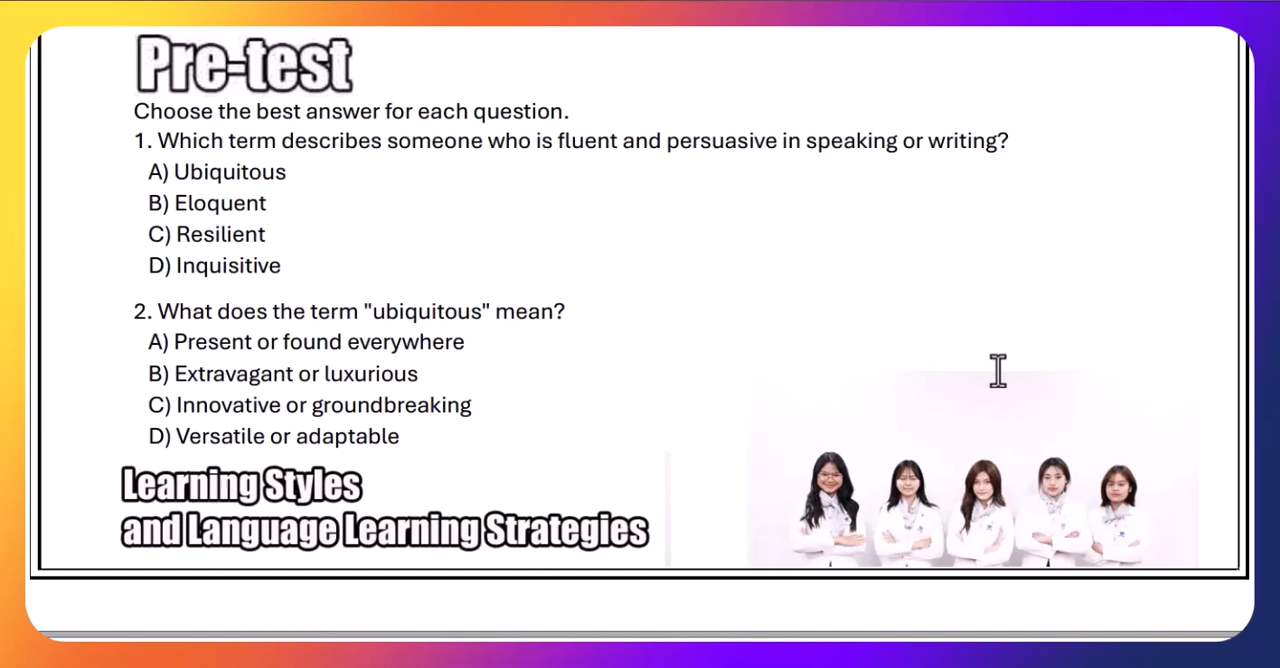 Pre-test
Choose the best answer for each question.
1. Which term describes someone who is fluent and persuasive in speaking or writing?
A) Ubiquitous
B) Eloquent
C) Resilient
D) Inquisitive
2. What does the term "ubiquitous" mean?
A) Present or found everywhere
B) Extravagant or luxurious
C) Innovative or groundbreaking
D) Versatile or adaptable
Learning Styles
and Language Learning Strategies